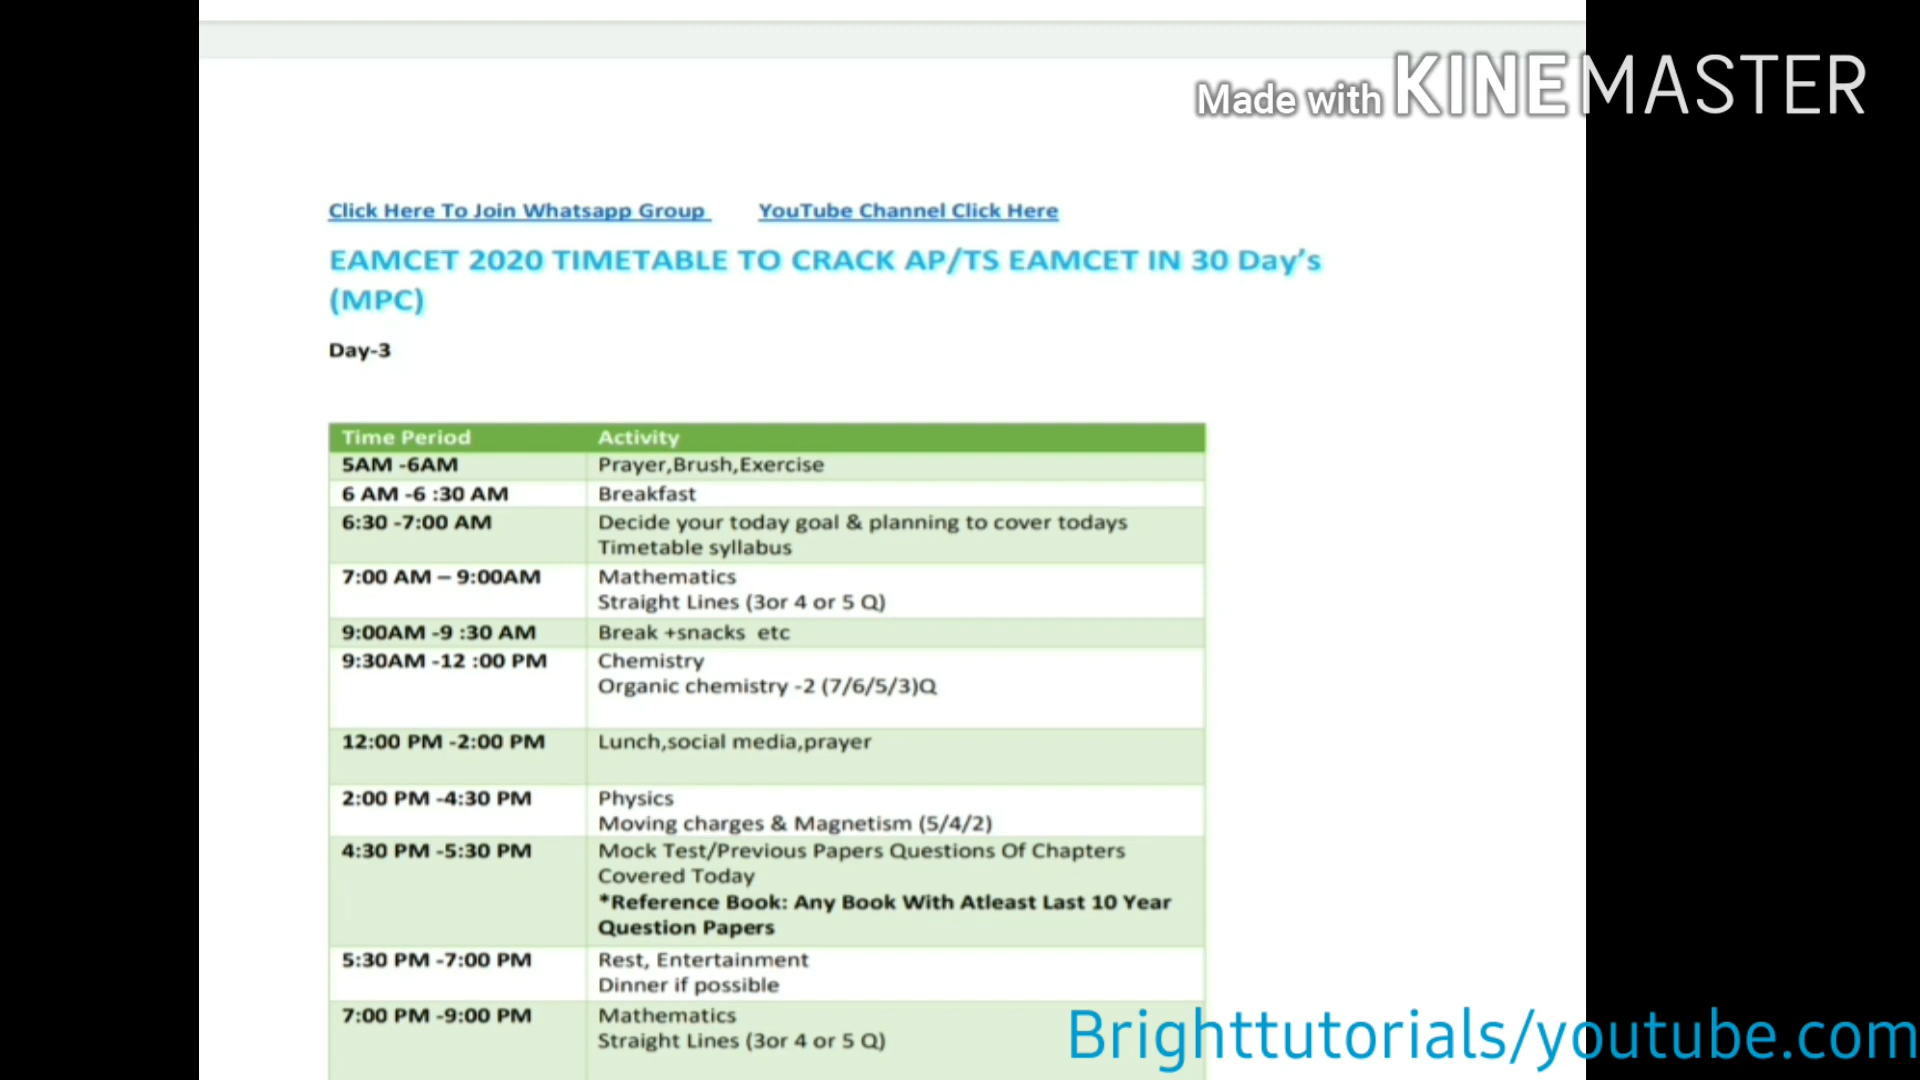 Made with KINEMASTER
Click Here To Join Whatsapp Group YouTube Channel Click Here
EAMCET 2020 TIMETABLE TO CRACK AP/TS EAMCET IN 30 Day's
(MPC)
Day-3
Time Period Activity
5AM -6AM Prayer,Brush,Exercise
6 AM -6 :30 AM Breakfast
6:30 -7:00 AM Decide your today goal & planning to cover todays
Timetable syllabus
7:00 AM – 9:00AM Mathematics
Straight Lines (3or 4 or 5 Q)
9:00AM -9 :30 AM Break +snacks etc
9:30AM -12 :00 PM Chemistry
Organic chemistry -2 (7/6/5/3)Q
12:00 PM -2:00 PM Lunch,social media,prayer
2:00 PM -4:30 PM Physics
Moving charges & Magnetism (5/4/2)
4:30 PM -5:30 PM Mock Test/Previous Papers Questions Of Chapters
Covered Today
*Reference Book: Any Book With Atleast Last 10 Year
Question Papers
5:30 PM -7:00 PM Rest, Entertainment
Dinner if possible
7:00 PM -9:00 PM Mathematics
Straight Lines (3or 4 or 5 Q)
Brighttutorials/youtube.com